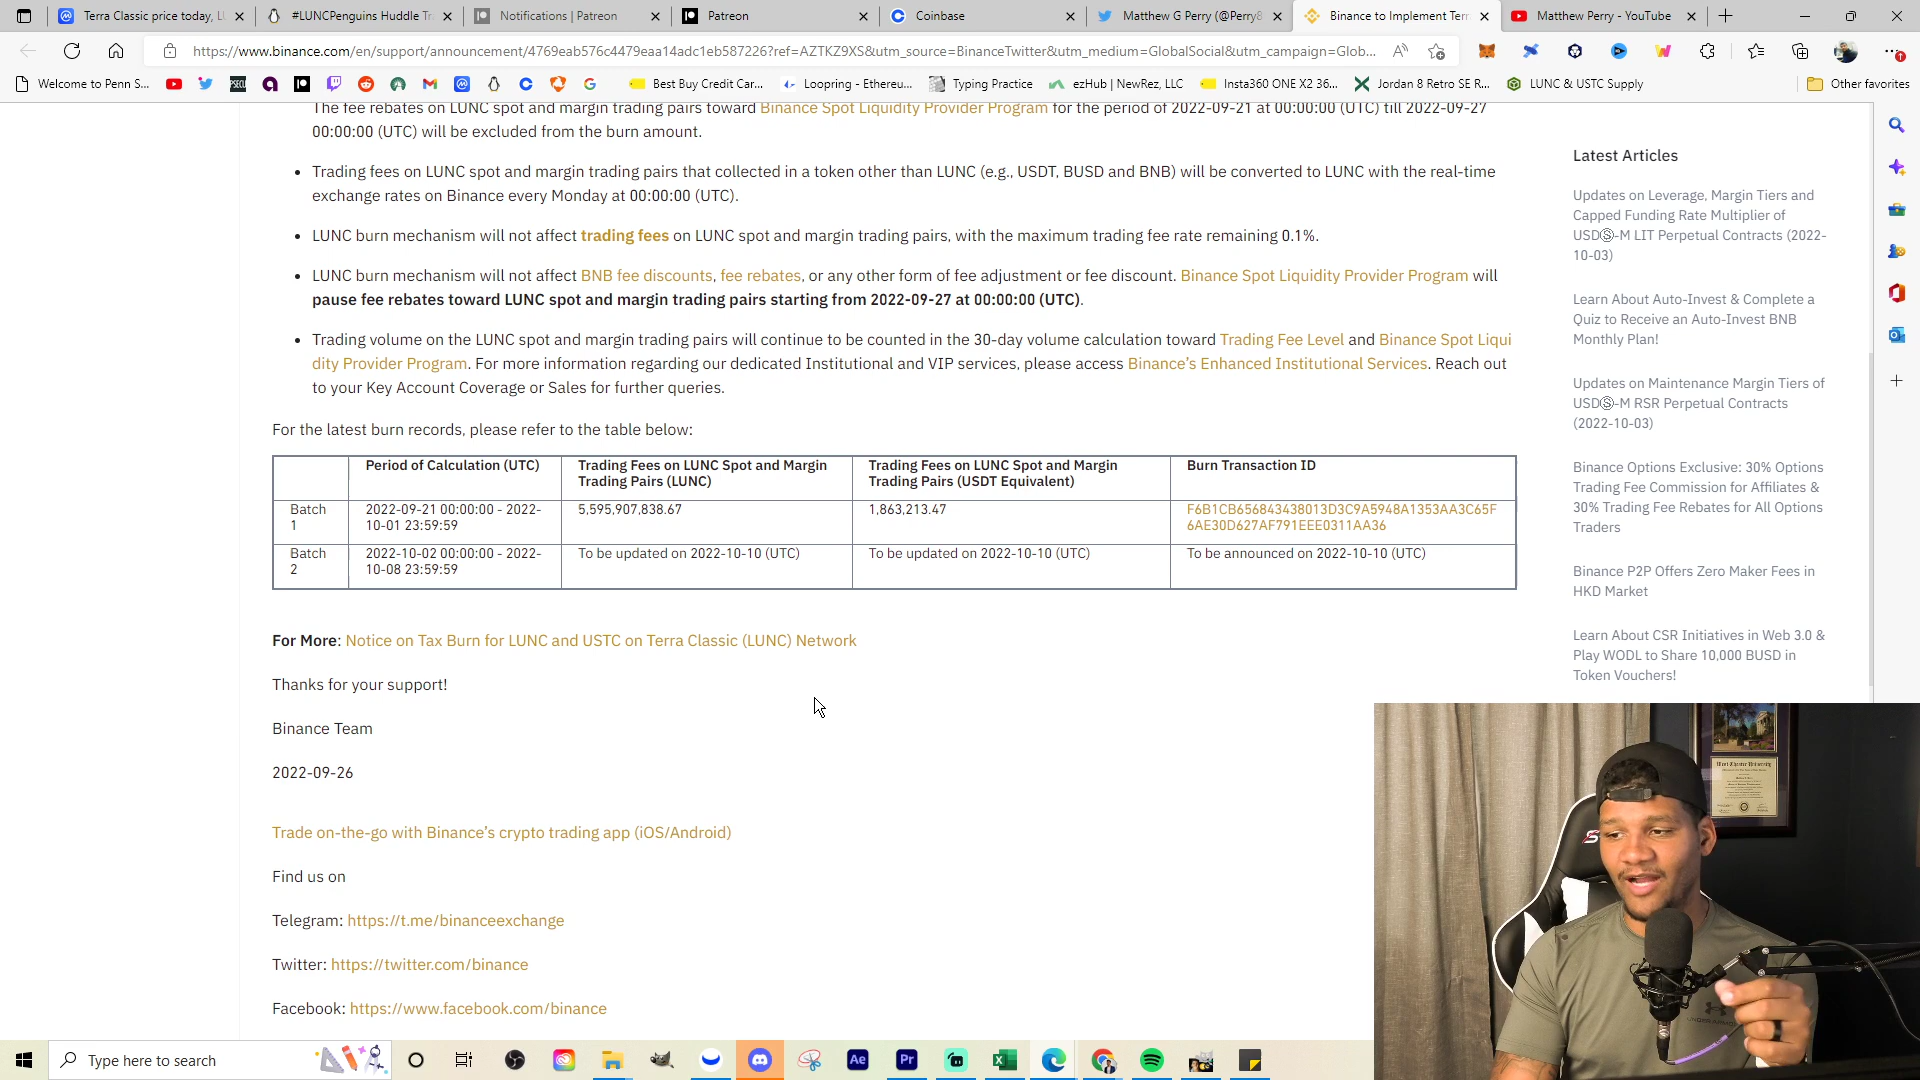 Terra Classic price today, L
#LUNCPenguins Huddle Tr
Notifications | Patreon
Patreon
Coinbase
Matthew G Perry (@Perry8
Binance to Implement Terr
Matthew Perry - YouTube
https://www.binance.com/en/support/announcement/4769eab576c4479eaa14adc1eb587226?ref=AZTKZ9XS&utm_source=BinanceTwitter&utm_medium=GlobalSocial&utm_campaign=Glob...
Welcome to Penn S...
Best Buy Credit Car...
Loopring - Ethereu...
Typing Practice
ezHub | NewRez, LLC
Insta360 ONE X2 36...
Jordan 8 Retro SE R...
LUNC & USTC Supply
Other favorites
The fee rebates on LUNC spot and margin trading pairs toward Binance Spot Liquidity Provider Program for the period of 2022-09-21 at 00:00:00 (UTC) till 2022-09-27
00:00:00 (UTC) will be excluded from the burn amount.
• Trading fees on LUNC spot and margin trading pairs that collected in a token other than LUNC (e.g., USDT, BUSD and BNB) will be converted to LUNC with the real-time
exchange rates on Binance every Monday at 00:00:00 (UTC).
• LUNC burn mechanism will not affect trading fees on LUNC spot and margin trading pairs, with the maximum trading fee rate remaining 0.1%.
• LUNC burn mechanism will not affect BNB fee discounts, fee rebates, or any other form of fee adjustment or fee discount. Binance Spot Liquidity Provider Program will
pause fee rebates toward LUNC spot and margin trading pairs starting from 2022-09-27 at 00:00:00 (UTC).
• Trading volume on the LUNC spot and margin trading pairs will continue to be counted in the 30-day volume calculation toward Trading Fee Level and Binance Spot Liqui
dity Provider Program. For more information regarding our dedicated Institutional and VIP services, please access Binance's Enhanced Institutional Services. Reach out
to your Key Account Coverage or Sales for further queries.
For the latest burn records, please refer to the table below:
Period of Calculation (UTC)
Trading Fees on LUNC Spot and Margin
Trading Pairs (LUNC)
Trading Fees on LUNC Spot and Margin
Trading Pairs (USDT Equivalent)
Burn Transaction ID
Batch
1
2022-09-21 00:00:00 - 2022-
10-01 23:59:59
5,595,907,838.67
1,863,213.47
F6B1CB656843438013D3C9A5948A1353AA3C65F
6AE30D627AF791EEE0311AA36
Batch
2
2022-10-02 00:00:00 - 2022-
10-08 23:59:59
To be updated on 2022-10-10 (UTC)
To be updated on 2022-10-10 (UTC)
To be announced on 2022-10-10 (UTC)
For More: Notice on Tax Burn for LUNC and USTC on Terra Classic (LUNC) Network
Thanks for your support!
Binance Team
2022-09-26
Trade on-the-go with Binance's crypto trading app (iOS/Android)
Find us on
Telegram: https://t.me/binanceexchange
Twitter: https://twitter.com/binance
Facebook: https://www.facebook.com/binance
Latest Articles
Updates on Leverage, Margin Tiers and
Capped Funding Rate Multiplier of
USDⓈ-M LIT Perpetual Contracts (2022-
10-03)
Learn About Auto-Invest & Complete a
Quiz to Receive an Auto-Invest BNB
Monthly Plan!
Updates on Maintenance Margin Tiers of
USDⓈ-M RSR Perpetual Contracts
(2022-10-03)
Binance Options Exclusive: 30% Options
Trading Fee Commission for Affiliates &
30% Trading Fee Rebates for All Options
Traders
Binance P2P Offers Zero Maker Fees in
HKD Market
Learn About CSR Initiatives in Web 3.0 &
Play WODL to Share 10,000 BUSD in
Token Vouchers!
Type here to search
Ae
Pr